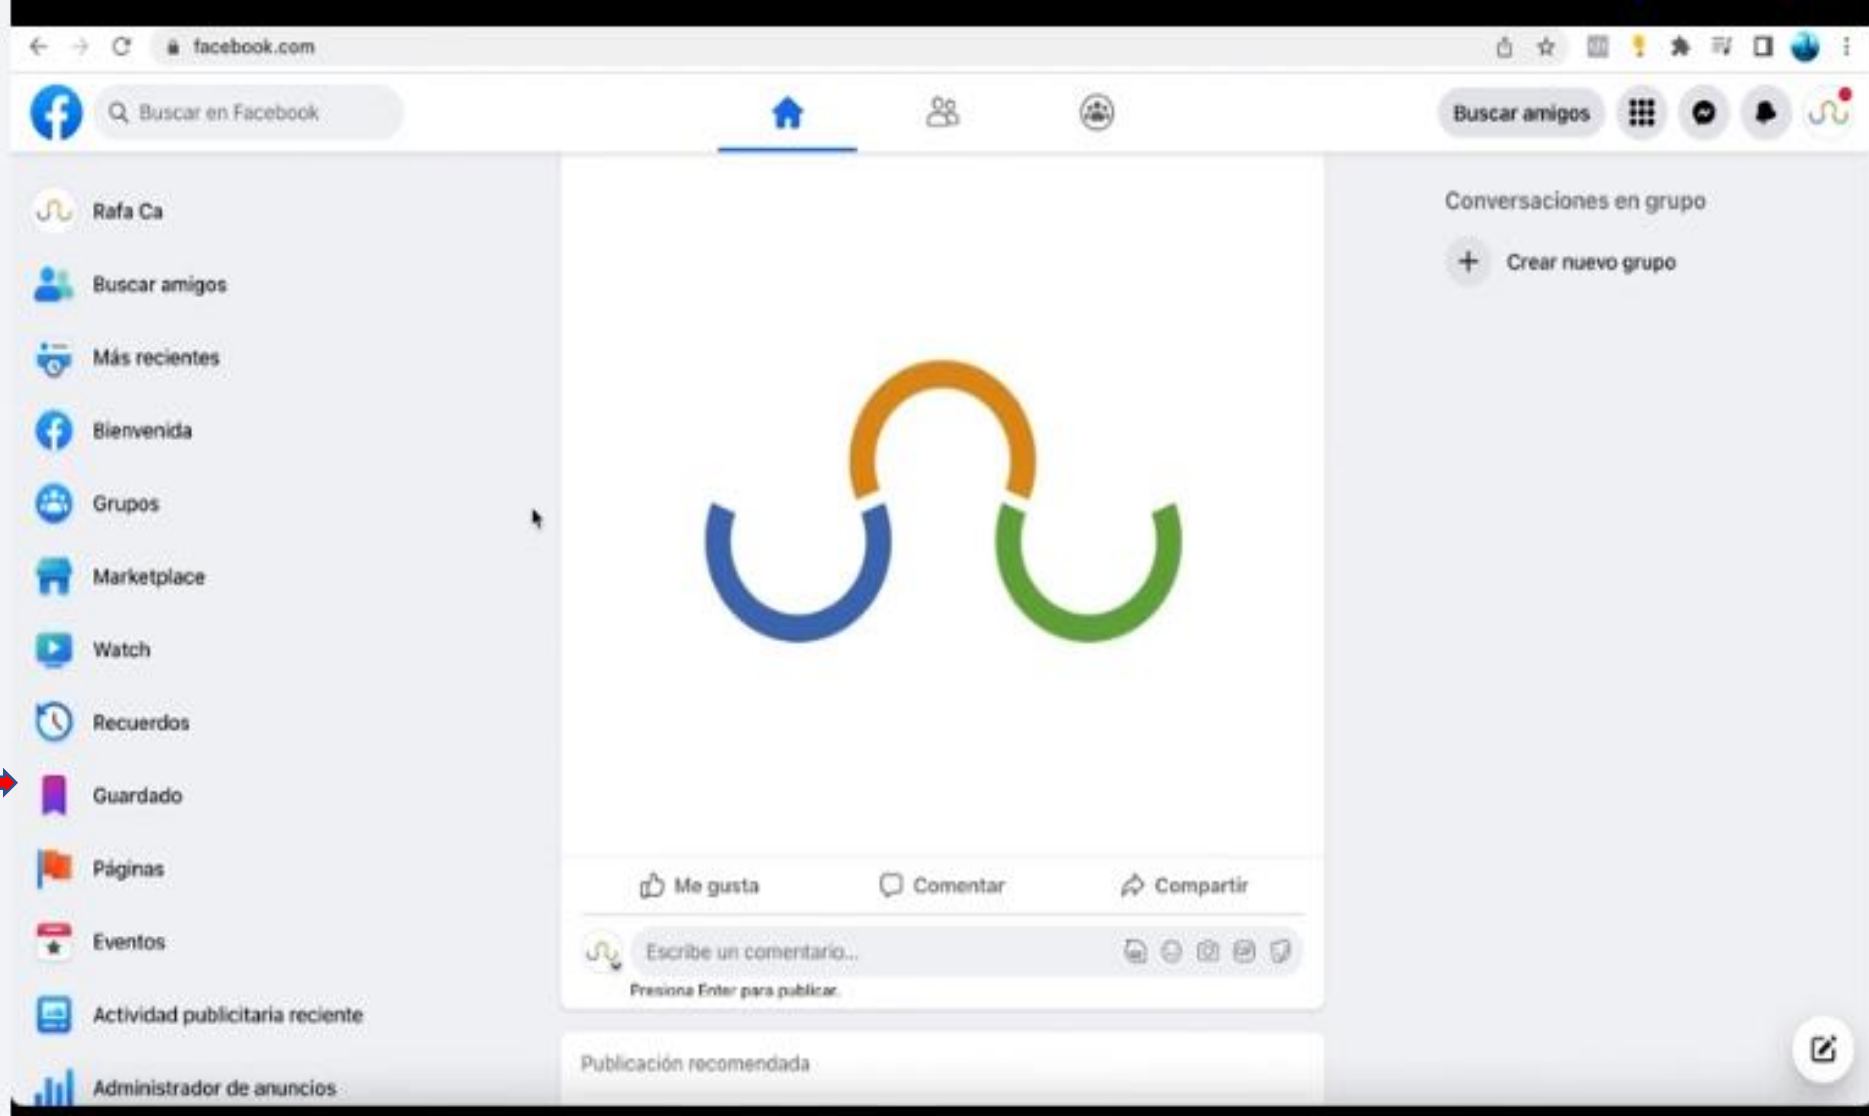 facebook.com
Buscar en Facebook
Buscar amigos
Rafa Ca
Buscar amigos
Más recientes
Bienvenida
Grupos
Marketplace
Watch
Recuerdos
Guardado
Páginas
Eventos
Actividad publicitaria reciente
Administrador de anuncios
Me gusta
Comentar
Compartir
Escribe un comentario...
Presiona Enter para publicar.
Publicación recomendada
Conversaciones en grupo
Crear nuevo grupo